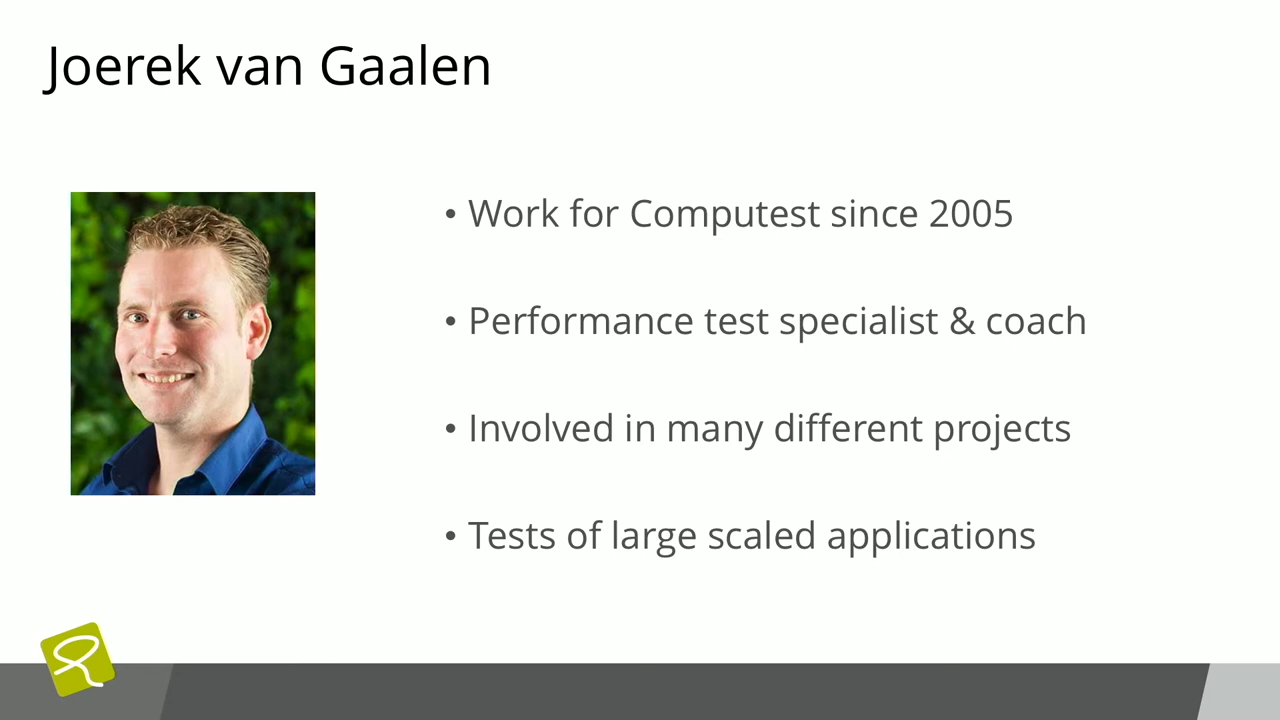 Joerek van Gaalen
• Work for Computest since 2005
• Performance test specialist & coach
• Involved in many different projects
• Tests of large scaled applications